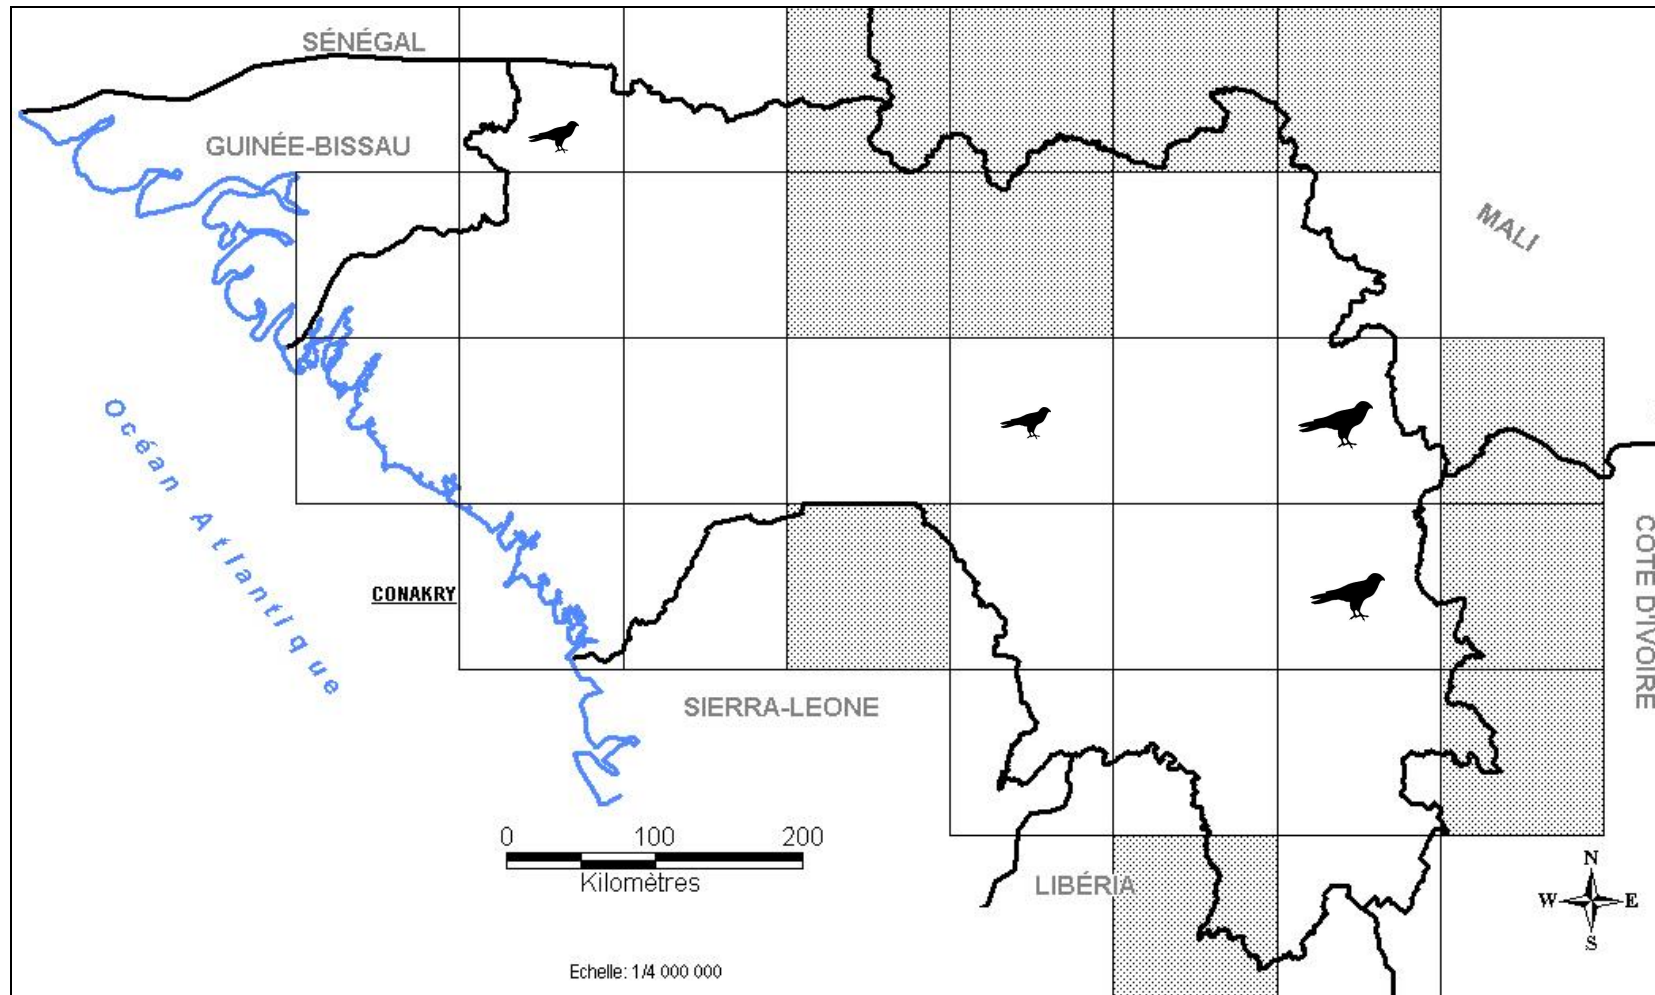 SÉNÉGAL
GUINÉE-BISSAU
MALI
Océan Atlantique
CONAKRY
COTE D'IVOIRE
SIERRA-LEONE
0 100 200
Kilomètres
LIBÉRIA
N
W E
S
Echelle: 1/4 000 000